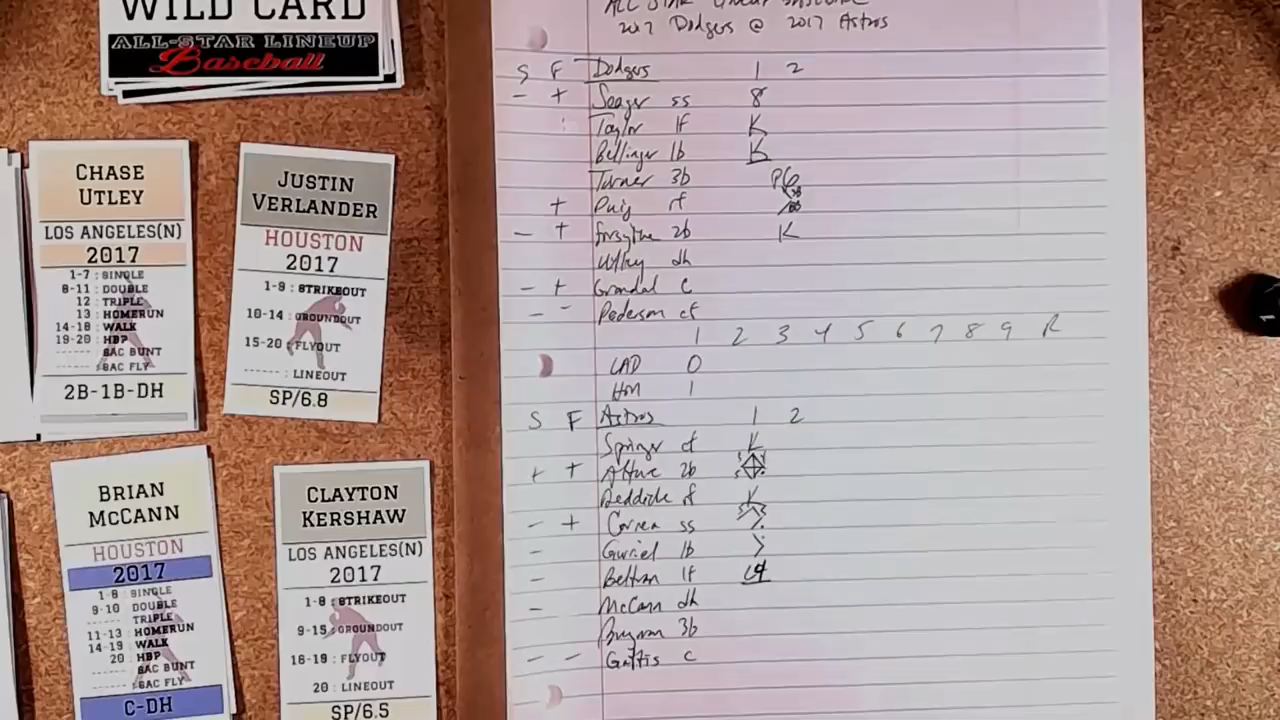 WILD CARD
ALL-STAR LINEUP
Baseball
CHASE
UTLEY
LOS ANGELES(N)
2017
1-7 : SINGLE
8-11 : DOUBLE
12 : TRIPLE
13 : HOMERUN
14-18 : WALK
19-20 : HBP
------ : SAC BUNT
------ : SAC FLY
2B-1B-DH
JUSTIN
VERLANDER
HOUSTON
2017
1-9 : STRIKEOUT
10-14 : GROUNDOUT
15-20 : FLYOUT
------ : LINEOUT
SP/6.8
BRIAN
MCCANN
HOUSTON
2017
1-8 : SINGLE
9-10 : DOUBLE
------ : TRIPLE
11-13 : HOMERUN
14-19 : WALK
20 : HBP
------ : SAC BUNT
------ : SAC FLY
C-DH
CLAYTON
KERSHAW
LOS ANGELES(N)
2017
1-8 : STRIKEOUT
9-15 : GROUNDOUT
16-19 : FLYOUT
20 : LINEOUT
SP/6.5
2017 Dodgers @ 2017 Astros
S F Dodgers 1 2
- + Seager ss 8
Taylor lf K
Bellinger 1b K
Turner 3b
+ Puig rf
- + Forsythe 2b K
Utley dh
- + Grandal c
- - Pederson cf
1 2 3 4 5 6 7 8 9 R
LAD 0
HOU 1
S F Astros 1 2
Springer cf K
+ + Altuve 2b
Reddick rf K
- + Correa ss
- Gurriel 1b
- Beltran lf
- McCann dh
Bregman 3b
- - Gattis c